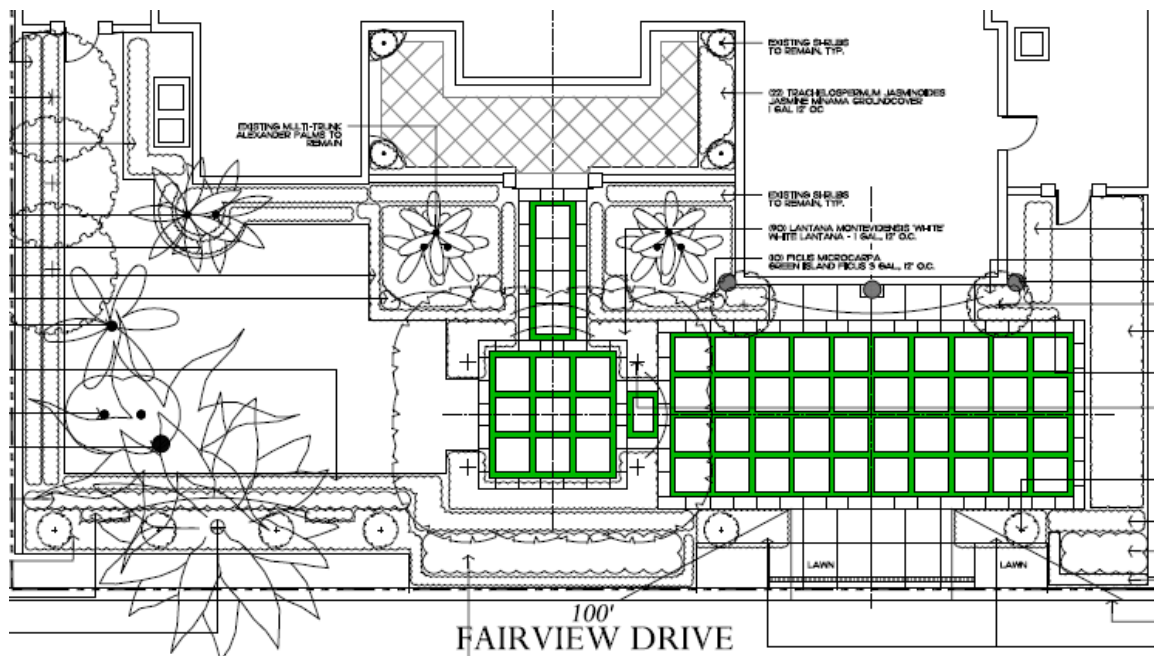 EXISTING SHRUBS
TO REMAIN, TYP.
(22) TRACHELOSPERMUM JASMINOIDES
JASMINE MINAMA GROUNDCOVER
1 GAL 12" OC
EXISTING MULTI-TRUNK
ALEXANDER PALMS TO
REMAIN
EXISTING SHRUBS
TO REMAIN, TYP.
(90) LANTANA MONTEVIDENSIS 'WHITE'
WHITE LANTANA - 1 GAL, 12" O.C.
(10) FICUS MICROCARPA
GREEN ISLAND FICUS 3 GAL, 12" O.C.
LAWN
LAWN
100'
FAIRVIEW DRIVE